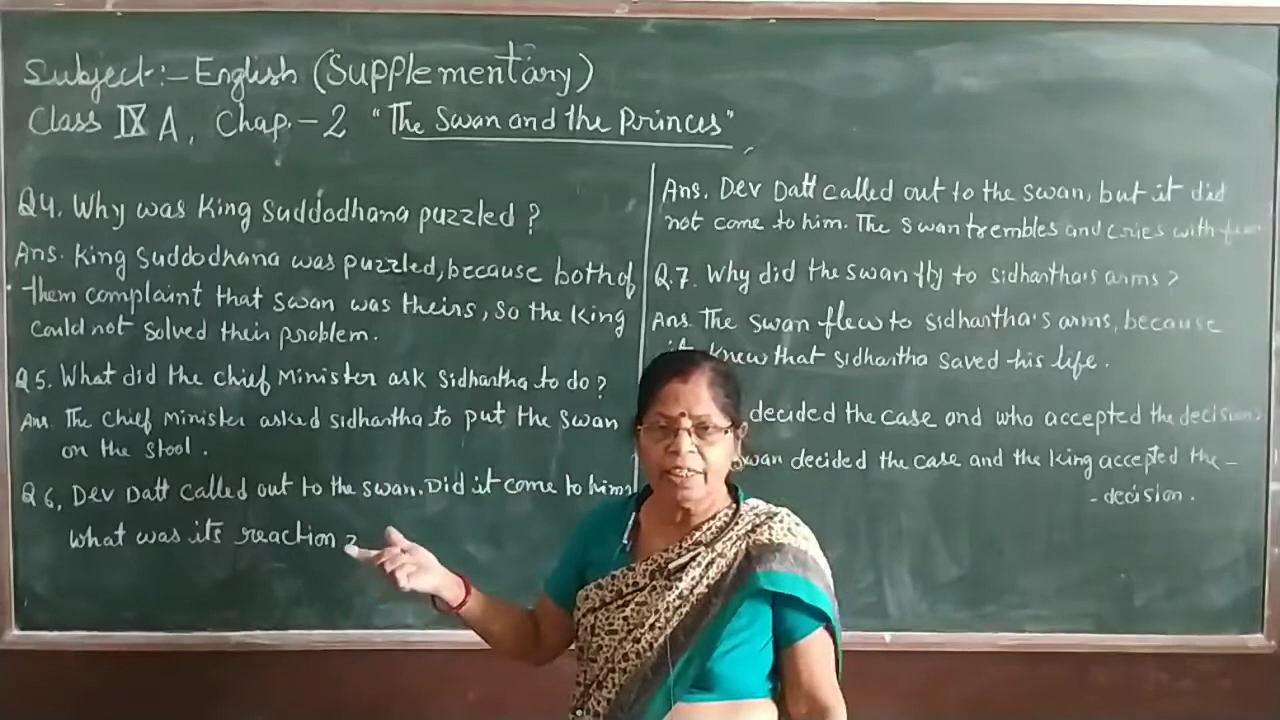 Subject:- English (Supplementary)
Class IX A, Chap.-2 "The Swan and the Princes"
Q4. Why was King Suddodhana puzzled?
Ans. King Suddodhana was puzzled, because both of
them complaint that swan was theirs, so the King
could not solved their problem.
Q5. What did the chief Minister ask Sidhartha to do?
Ans. The chief Minister asked sidhartha to put the swan
on the stool.
Q6. Dev Datt called out to the swan. Did it come to him?
What was its reaction?
Ans. Dev Datt called out to the swan, but it did
not come to him. The swan trembles and cries with
Q.7. Why did the swan fly to sidhartha's arms?
Ans. The swan flew to sidhartha's arms, because
knew that sidhartha saved his life.
decided the case and who accepted the decision?
decided the case and the King accepted the -
- decision.